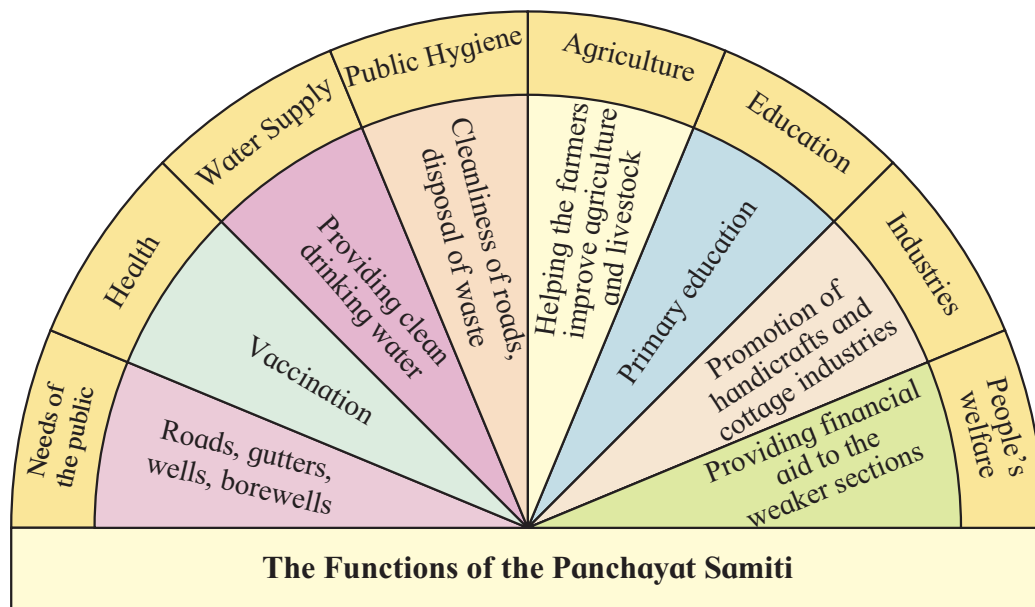 Needs of
the public
Roads, gutters,
wells, borewells
Health
Vaccination
Water Supply
Providing clean
drinking water
Public Hygiene
Cleanliness of roads,
disposal of waste
Agriculture
Helping the farmers
improve agriculture
and livestock
Education
Primary education
Industries
Promotion of
handicrafts and
cottage industries
People's
welfare
Providing financial
aid to the
weaker sections
The Functions of the Panchayat Samiti